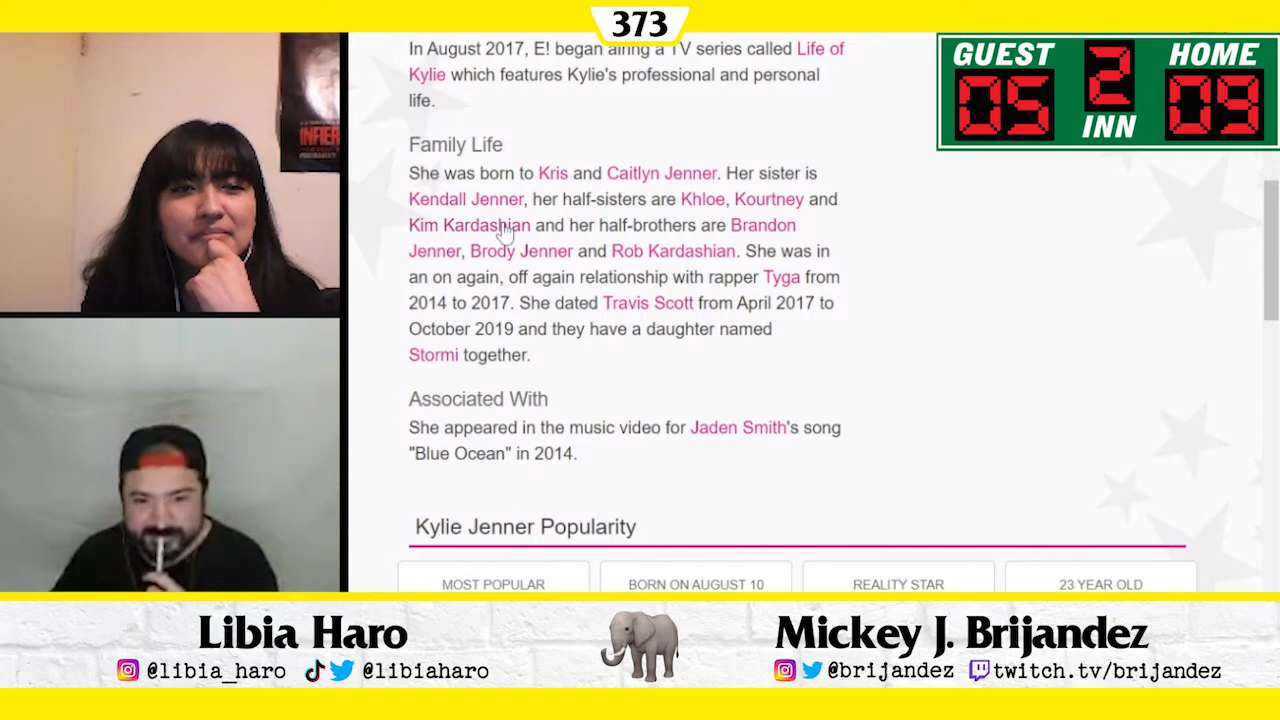 373
GUEST 05
2 INN
HOME 09
INFIER
In August 2017, E! began airing a TV series called Life of
Kylie which features Kylie's professional and personal
life.
Family Life
She was born to Kris and Caitlyn Jenner. Her sister is
Kendall Jenner, her half-sisters are Khloe, Kourtney and
Kim Kardashian and her half-brothers are Brandon
Jenner, Brody Jenner and Rob Kardashian. She was in
an on again, off again relationship with rapper Tyga from
2014 to 2017. She dated Travis Scott from April 2017 to
October 2019 and they have a daughter named
Stormi together.
Associated With
She appeared in the music video for Jaden Smith's song
"Blue Ocean" in 2014.
Kylie Jenner Popularity
MOST POPULAR
BORN ON AUGUST 10
REALITY STAR
23 YEAR OLD
Libia Haro
@libia_haro @libiaharo
Mickey J. Brijandez
@brijandez twitch.tv/brijandez